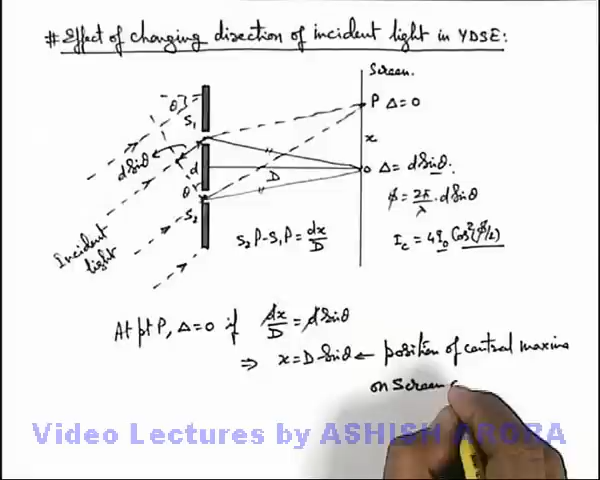 # Effect of changing direction of incident light in YDSE:
Screen.
θ
S₁
P Δ=0
x
dSinθ
d
D
O Δ = dSinθ.
θ
S₂
ϕ = 2π/λ · dSinθ
Incident
light
S₂P-S₁P = dx/D
I_c = 4I₀ Cos²(ϕ/2)
At pt P, Δ=0 if dx/D = dSinθ
⇒ x = D Sinθ ← position of central maxima
on Screen
Video Lectures by ASHISH ARORA